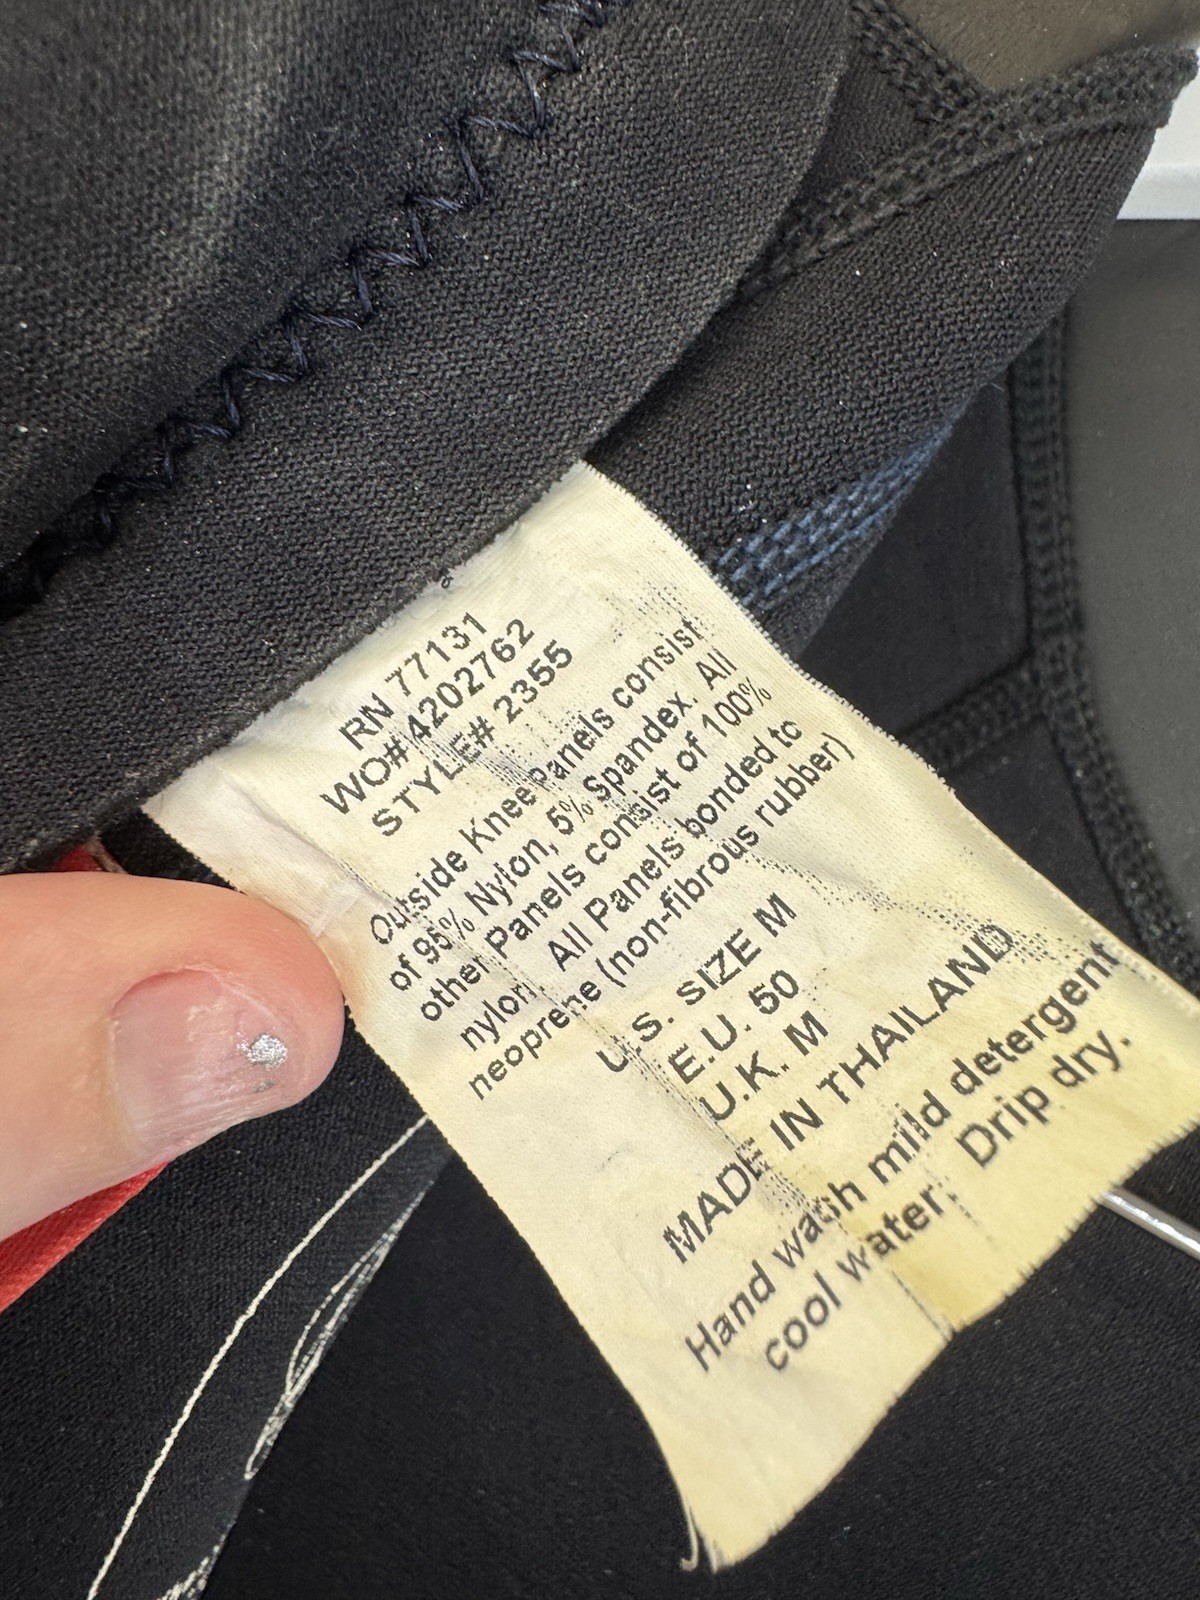 RN 77131
WO# 4202762
STYLE# 2355
Outside Knee Panels consist
of 95% Nylon, 5% Spandex. All
other Panels consist of 100%
nylon. All Panels bonded to
neoprene (non-fibrous rubber)
U.S. SIZE M
E.U. 50
U.K. M
MADE IN THAILAND
Hand wash mild detergent
cool water. Drip dry.